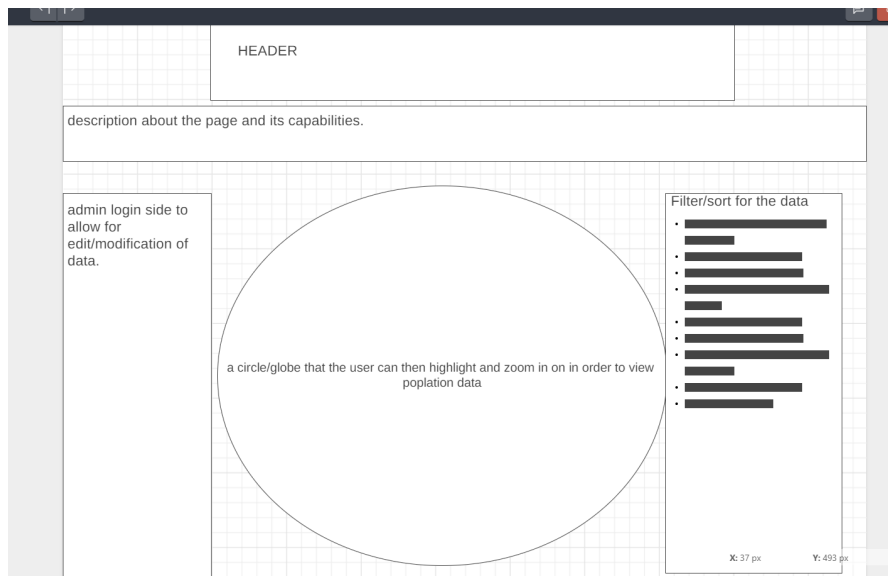 HEADER
description about the page and its capabilities.
admin login side to
allow for
edit/modification of
data.
a circle/globe that the user can then highlight and zoom in on in order to view
poplation data
Filter/sort for the data
X: 37 px
Y: 493 px